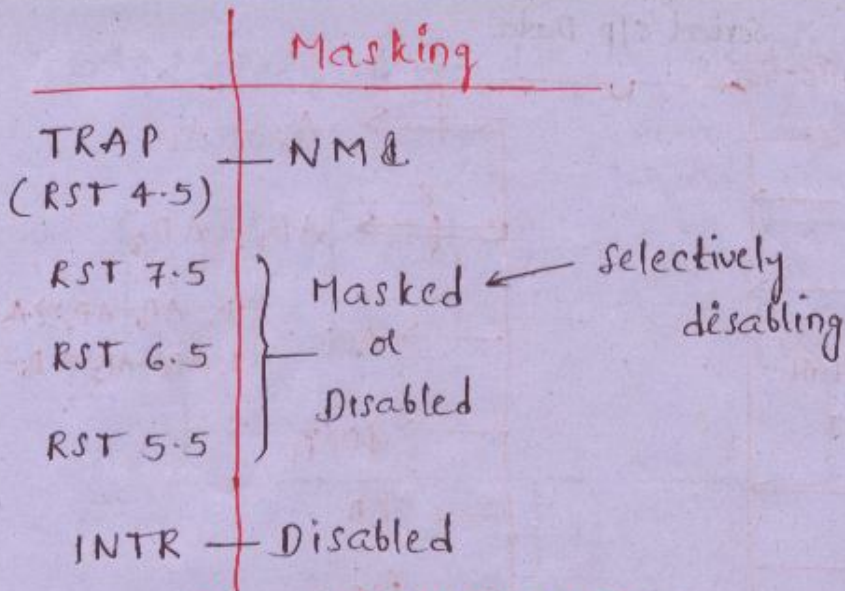 Masking
TRAP — NMI
(RST 4.5)
RST 7.5
RST 6.5
RST 5.5
Masked ← selectively
or disabling
Disabled
INTR — Disabled